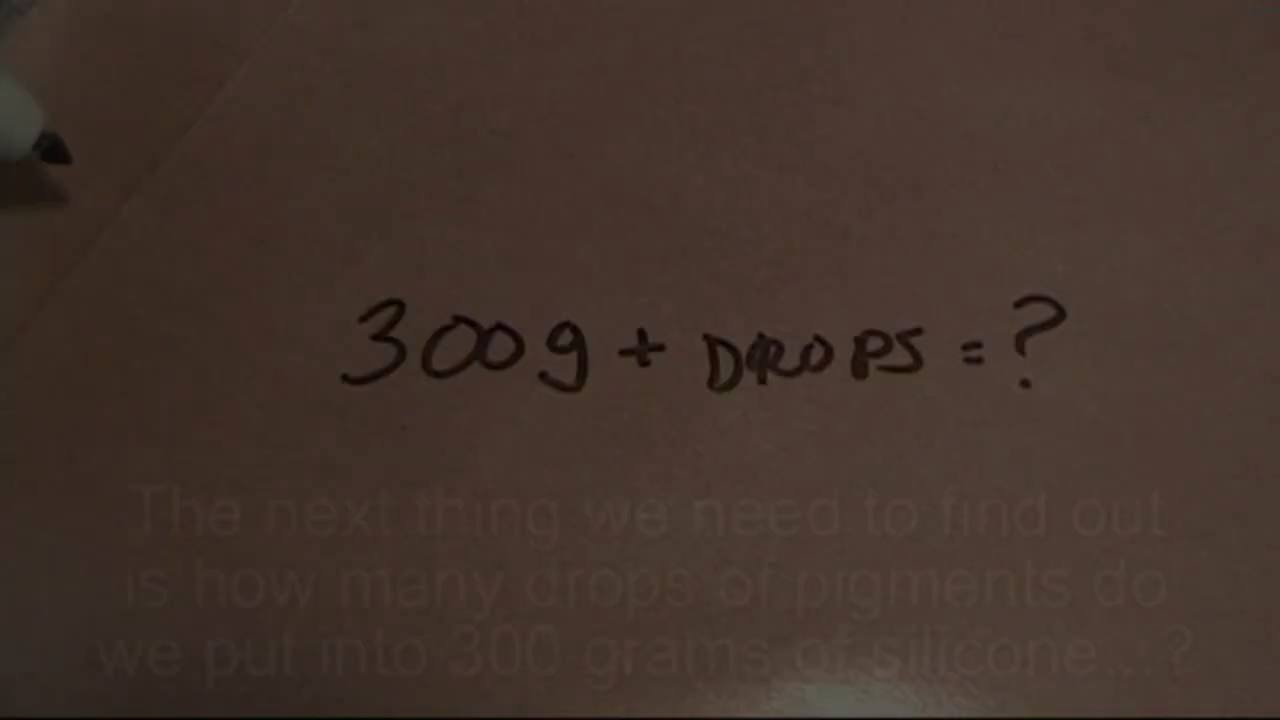 300g + DROPS = ?
The next thing we need to find out
is how many drops of pigments do
we put into 300 grams of silicone...?